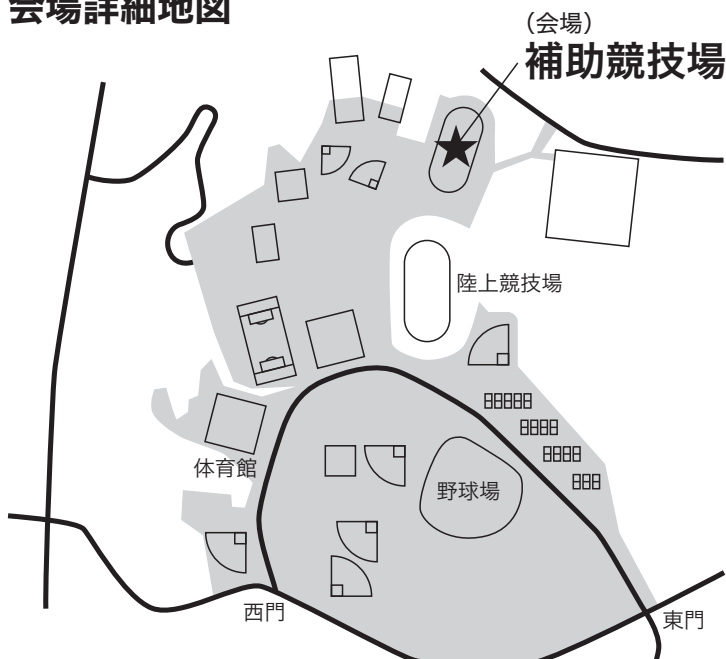 会場詳細地図
（会場）
補助競技場
陸上競技場
体育館
野球場
西門
東門